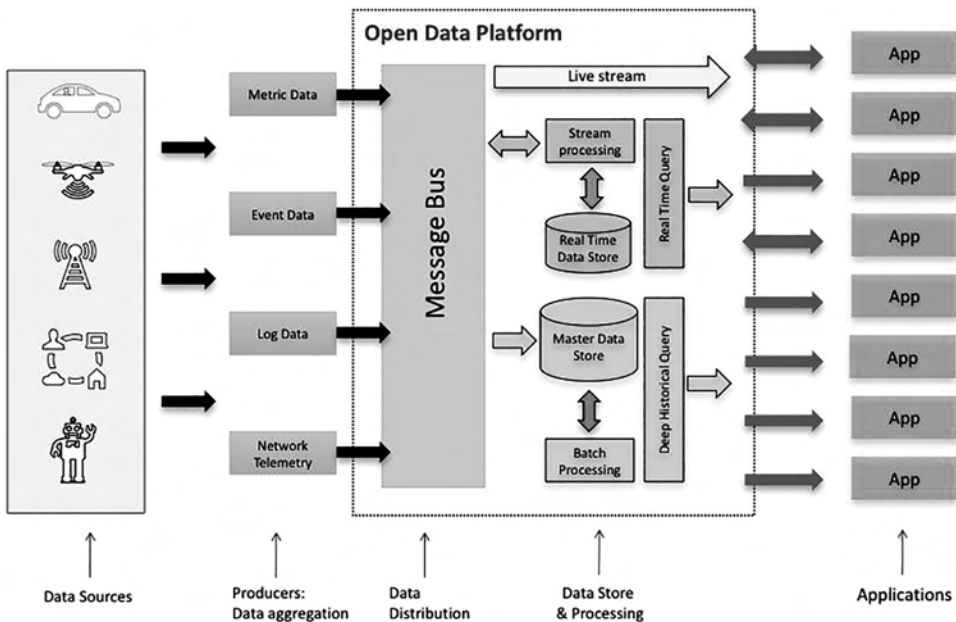 Open Data Platform
Metric Data
Event Data
Log Data
Network
Telemetry
Message Bus
Live stream
Stream
processing
Real Time
Data Store
Real Time Query
Master Data
Store
Batch
Processing
Deep Historical Query
App
App
App
App
App
App
App
App
Data Sources
Producers:
Data aggregation
Data
Distribution
Data Store
& Processing
Applications